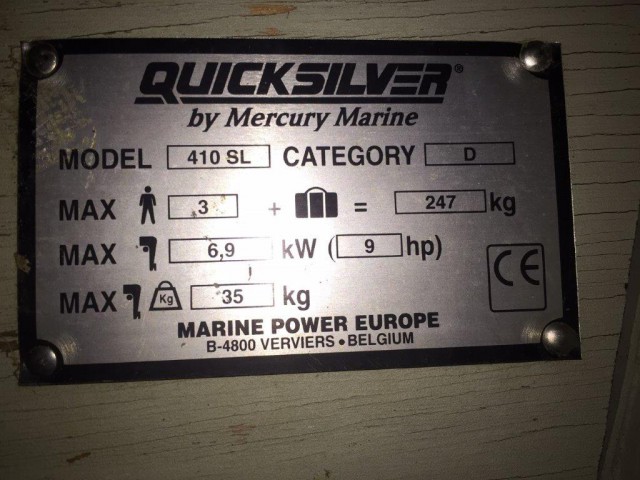 QUICKSILVER®
by Mercury Marine
MODEL 410 SL CATEGORY D
MAX 3 + = 247 kg
MAX 6,9 kW (9 hp)
MAX Kg 35 kg
CE
MARINE POWER EUROPE
B-4800 VERVIERS • BELGIUM